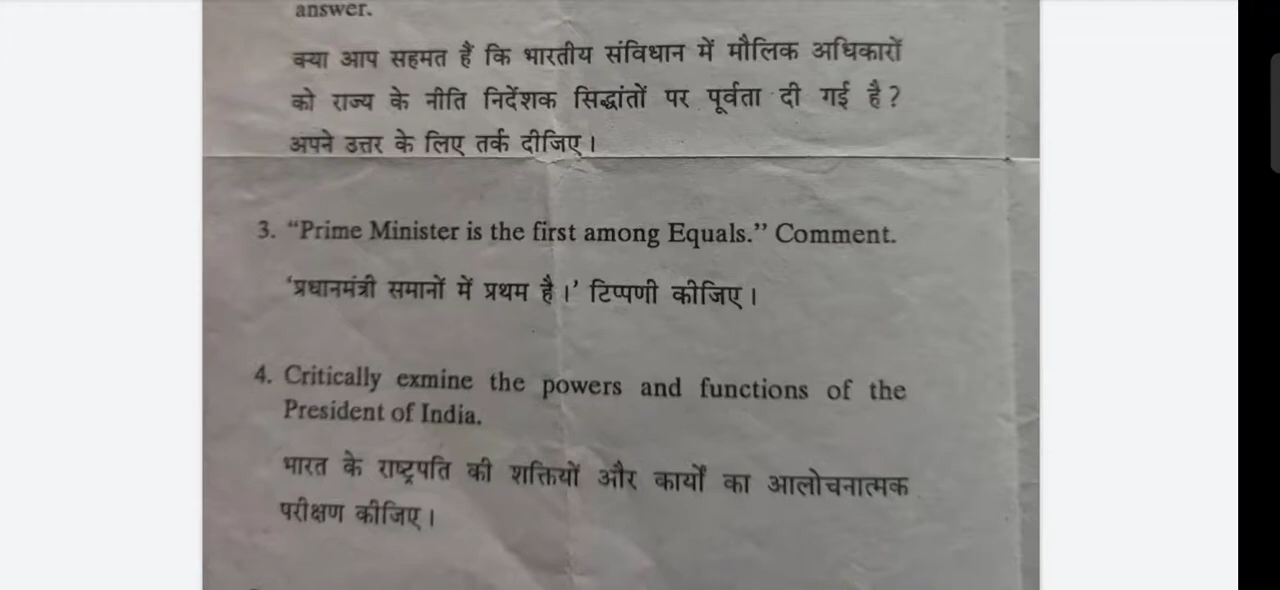 answer.
क्या आप सहमत हैं कि भारतीय संविधान में मौलिक अधिकारों
को राज्य के नीति निर्देशक सिद्धांतों पर पूर्वता दी गई है ?
अपने उत्तर के लिए तर्क दीजिए।
3. “Prime Minister is the first among Equals.” Comment.
‘प्रधानमंत्री समानों में प्रथम है।’ टिप्पणी कीजिए।
4. Critically exmine the powers and functions of the
President of India.
भारत के राष्ट्रपति की शक्तियों और कार्यों का आलोचनात्मक
परीक्षण कीजिए।